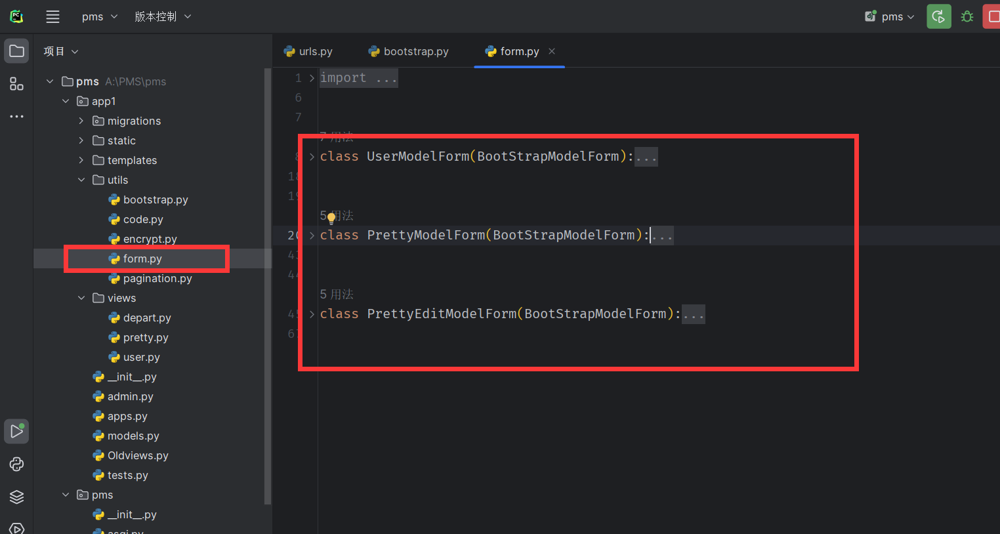 pms 版本控制 pms
项目
urls.py bootstrap.py form.py
pms A:\PMS\pms
app1
migrations
static
templates
utils
bootstrap.py
code.py
encrypt.py
form.py
pagination.py
views
depart.py
pretty.py
user.py
__init__.py
admin.py
apps.py
models.py
Oldviews.py
tests.py
pms
__init__.py
asgi.py
1 import ...
6
7
7 用法
8 class UserModelForm(BootStrapModelForm):...
18
19
5 用法
20 class PrettyModelForm(BootStrapModelForm):...
43
44
5 用法
45 class PrettyEditModelForm(BootStrapModelForm):...
67